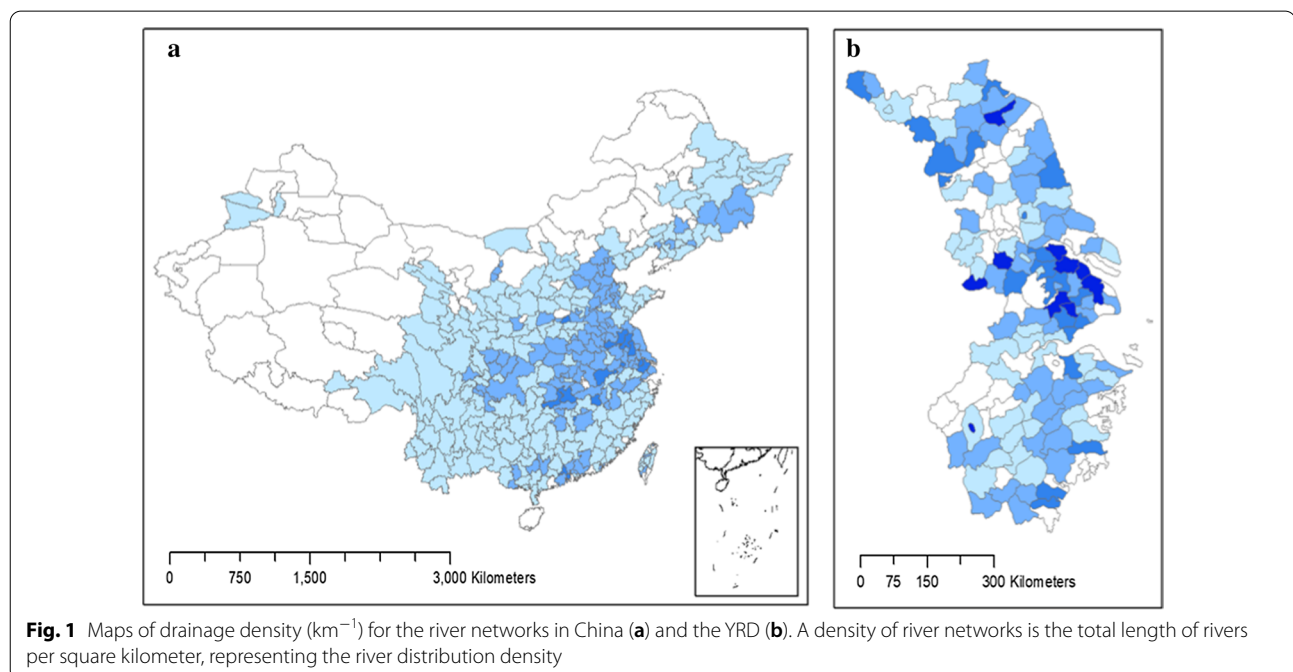 a
b
0 750 1,500 3,000 Kilometers
0 75 150 300 Kilometers
Fig. 1 Maps of drainage density (km−1) for the river networks in China (a) and the YRD (b). A density of river networks is the total length of rivers
per square kilometer, representing the river distribution density